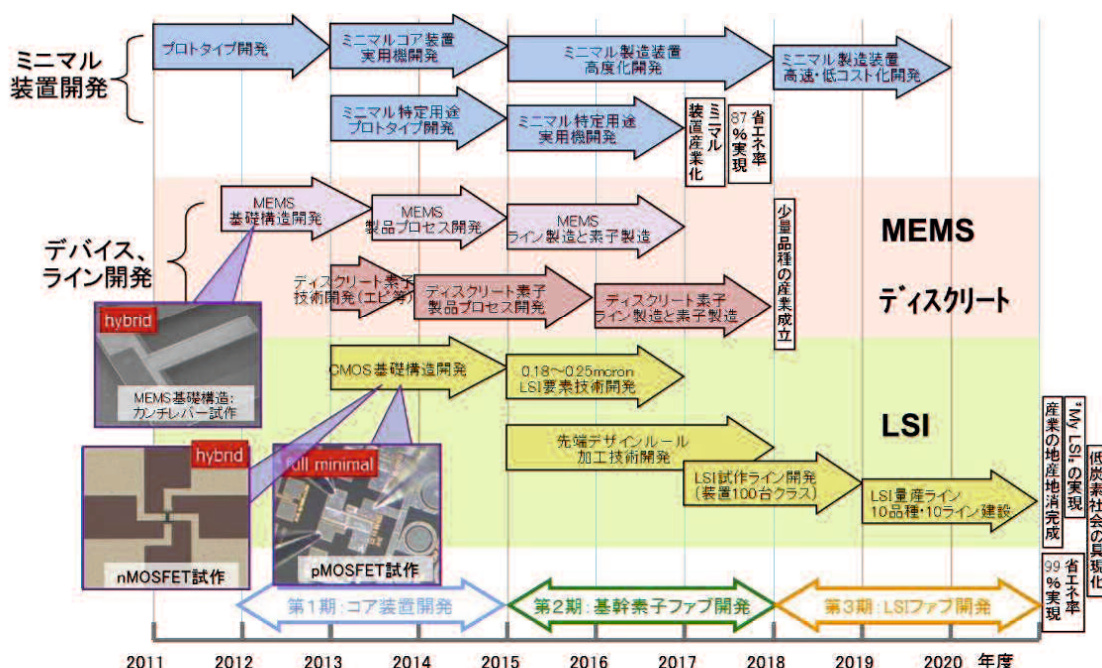 ミニマル
装置開発
プロトタイプ開発
ミニマルコア装置
実用機開発
ミニマル製造装置
高度化開発
ミニマル製造装置
高速・低コスト化開発
ミニマル特定用途
プロトタイプ開発
ミニマル特定用途
実用機開発
ミニマル
装置産業化
省エネ率
87%実現
デバイス、
ライン開発
MEMS
基礎構造開発
MEMS
製品プロセス開発
MEMS
ライン製造と素子製造
MEMS
ディスクリート素子
技術開発(エピ等)
ディスクリート素子
製品プロセス開発
ディスクリート素子
ライン製造と素子製造
ディスクリート
少量品種の産業成立
hybrid
MEMS基礎構造:
カンチレバー試作
CMOS基礎構造開発
0.18～0.25mcron
LSI要素技術開発
LSI
先端デザインルール
加工技術開発
LSI試作ライン開発
(装置100台クラス)
LSI量産ライン
10品種・10ライン建設
hybrid
nMOSFET試作
full minimal
pMOSFET試作
"My LSI"の実現
産業の地産地消完成
低炭素社会の具現化
省エネ率
99%実現
第1期:コア装置開発
第2期:基幹素子ファブ開発
第3期:LSIファブ開発
2011 2012 2013 2014 2015 2016 2017 2018 2019 2020 年度